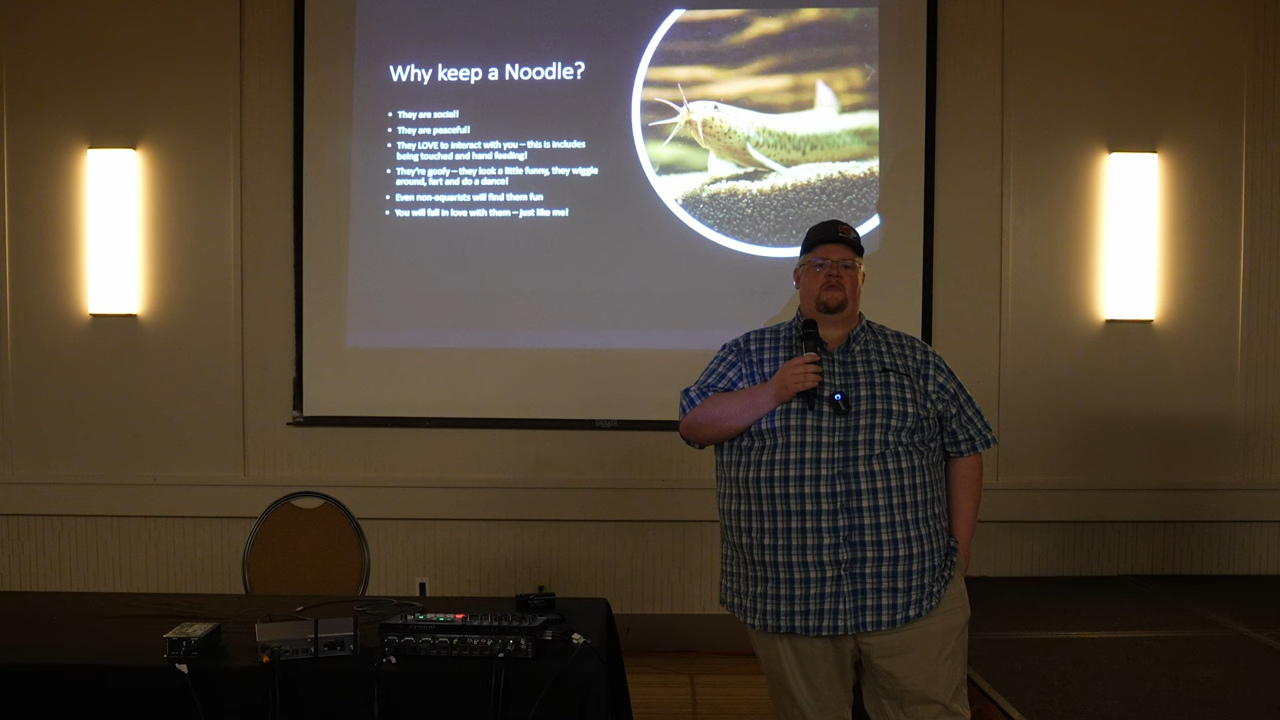 Why keep a Noodle?
• They are social!
• They are peaceful!
• They LOVE to interact with you – this is includes
being touched and hand feeding!
• They're goofy – they look a little funny, they wiggle
around, fart and do a dance!
• Even non-aquarists will find them fun
• You will fall in love with them – just like me!